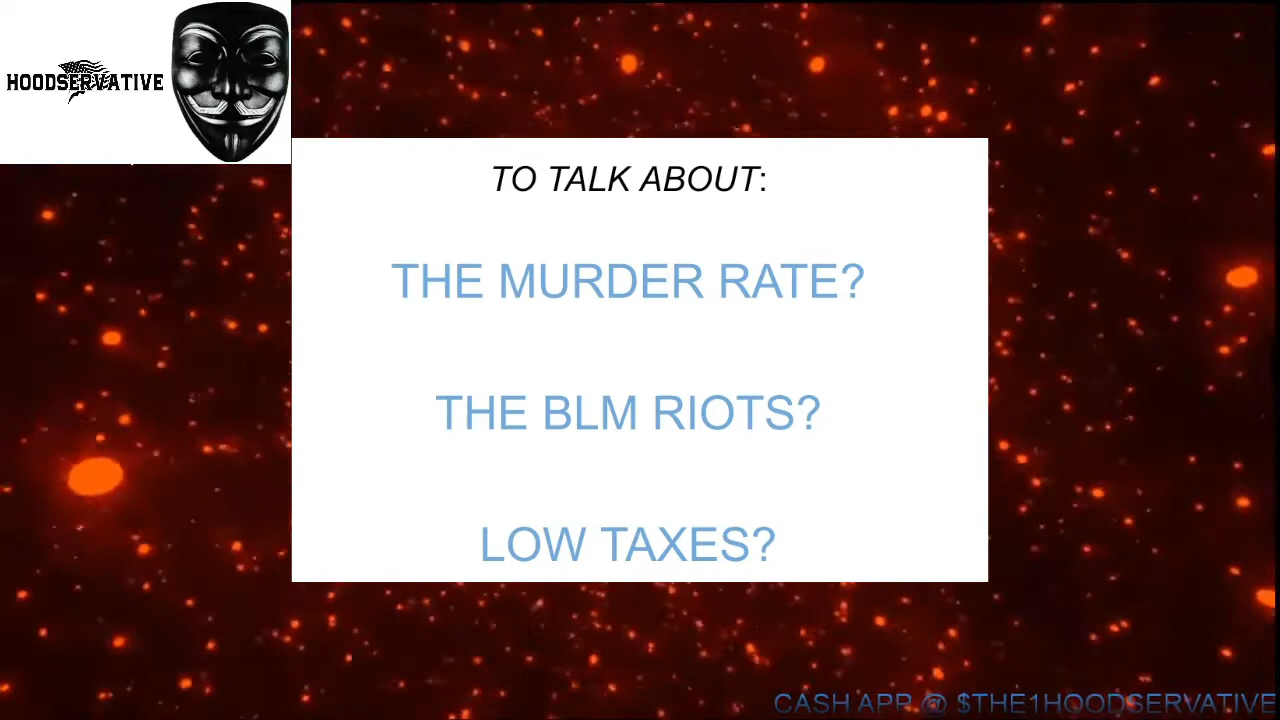 HOODSERVATIVE
TO TALK ABOUT:
THE MURDER RATE?
THE BLM RIOTS?
LOW TAXES?
CASH APP @ $THE1HOODSERVATIVE